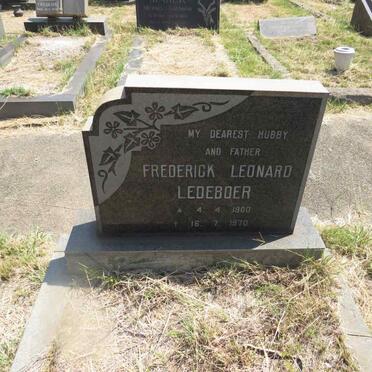 MY DEAREST HUBBY
AND FATHER
FREDERICK LEONARD
LEDEBOER
* 4. 4. 1900
† 16. 7. 1970